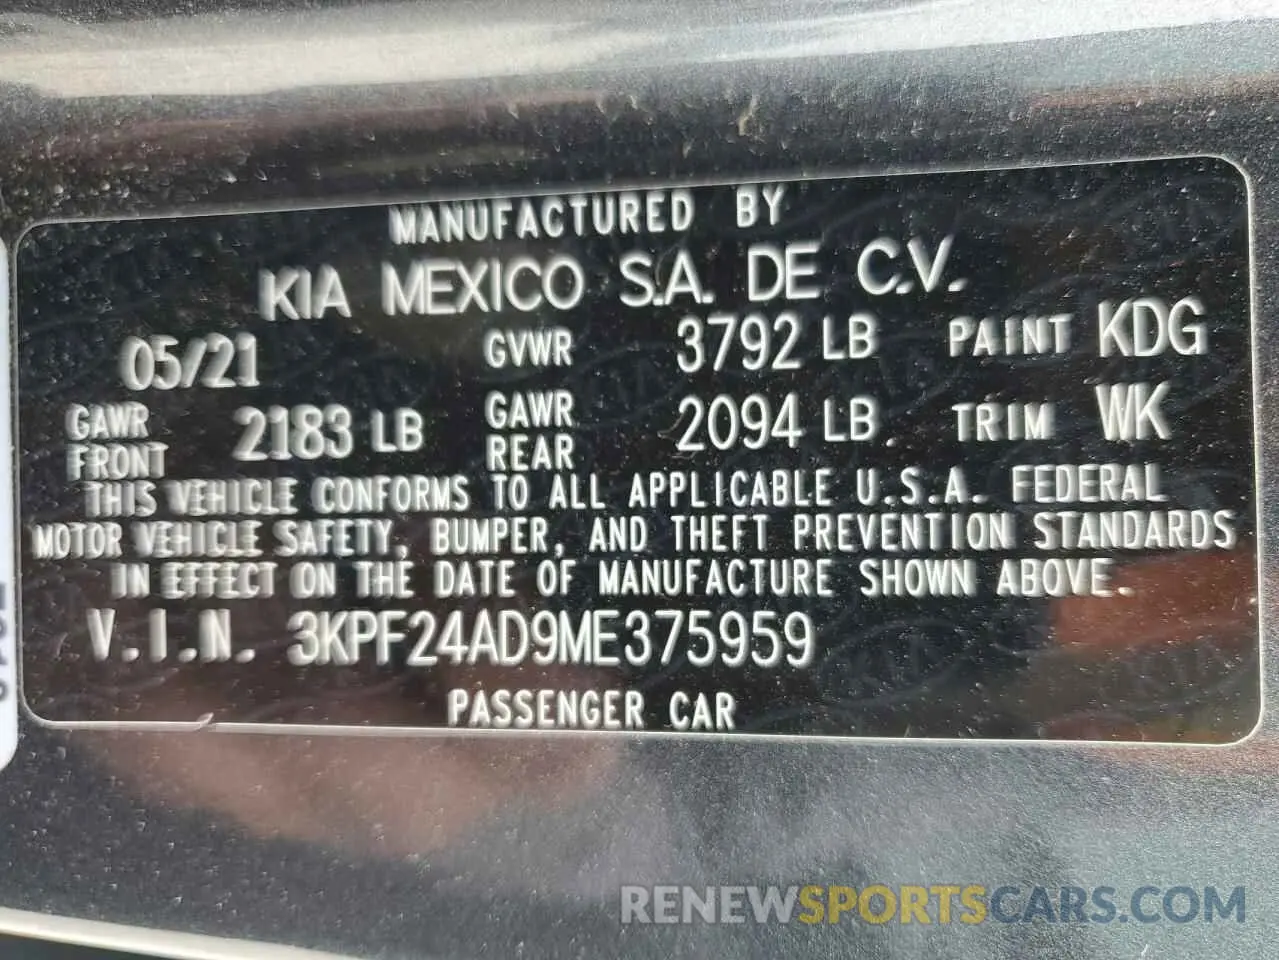 MANUFACTURED BY
KIA MEXICO S.A. DE C.V.
05/21 GVWR 3792 LB PAINT KDG
GAWR FRONT 2183 LB GAWR REAR 2094 LB TRIM WK
THIS VEHICLE CONFORMS TO ALL APPLICABLE U.S.A. FEDERAL
MOTOR VEHICLE SAFETY, BUMPER, AND THEFT PREVENTION STANDARDS
IN EFFECT ON THE DATE OF MANUFACTURE SHOWN ABOVE.
V.I.N. 3KPF24AD9ME375959
PASSENGER CAR
RENEWSPORTSCARS.COM